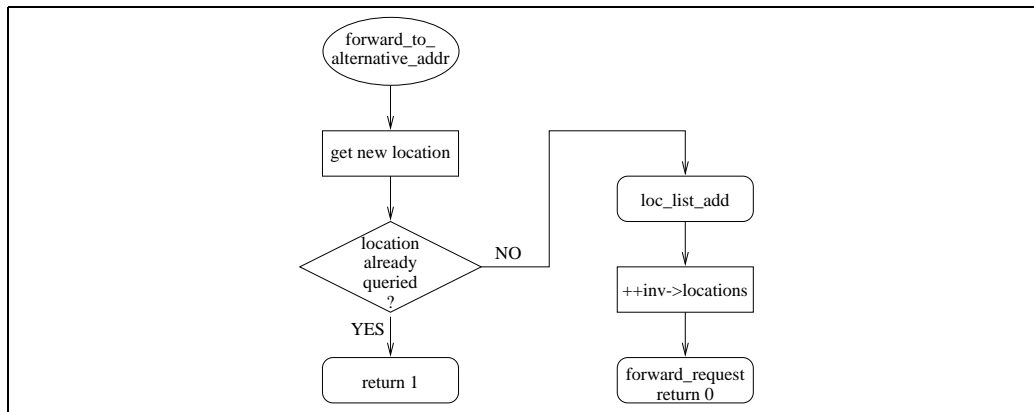 forward_to_
alternative_addr
get new location
location
already
queried
?
NO
YES
return 1
loc_list_add
++inv->locations
forward_request
return 0